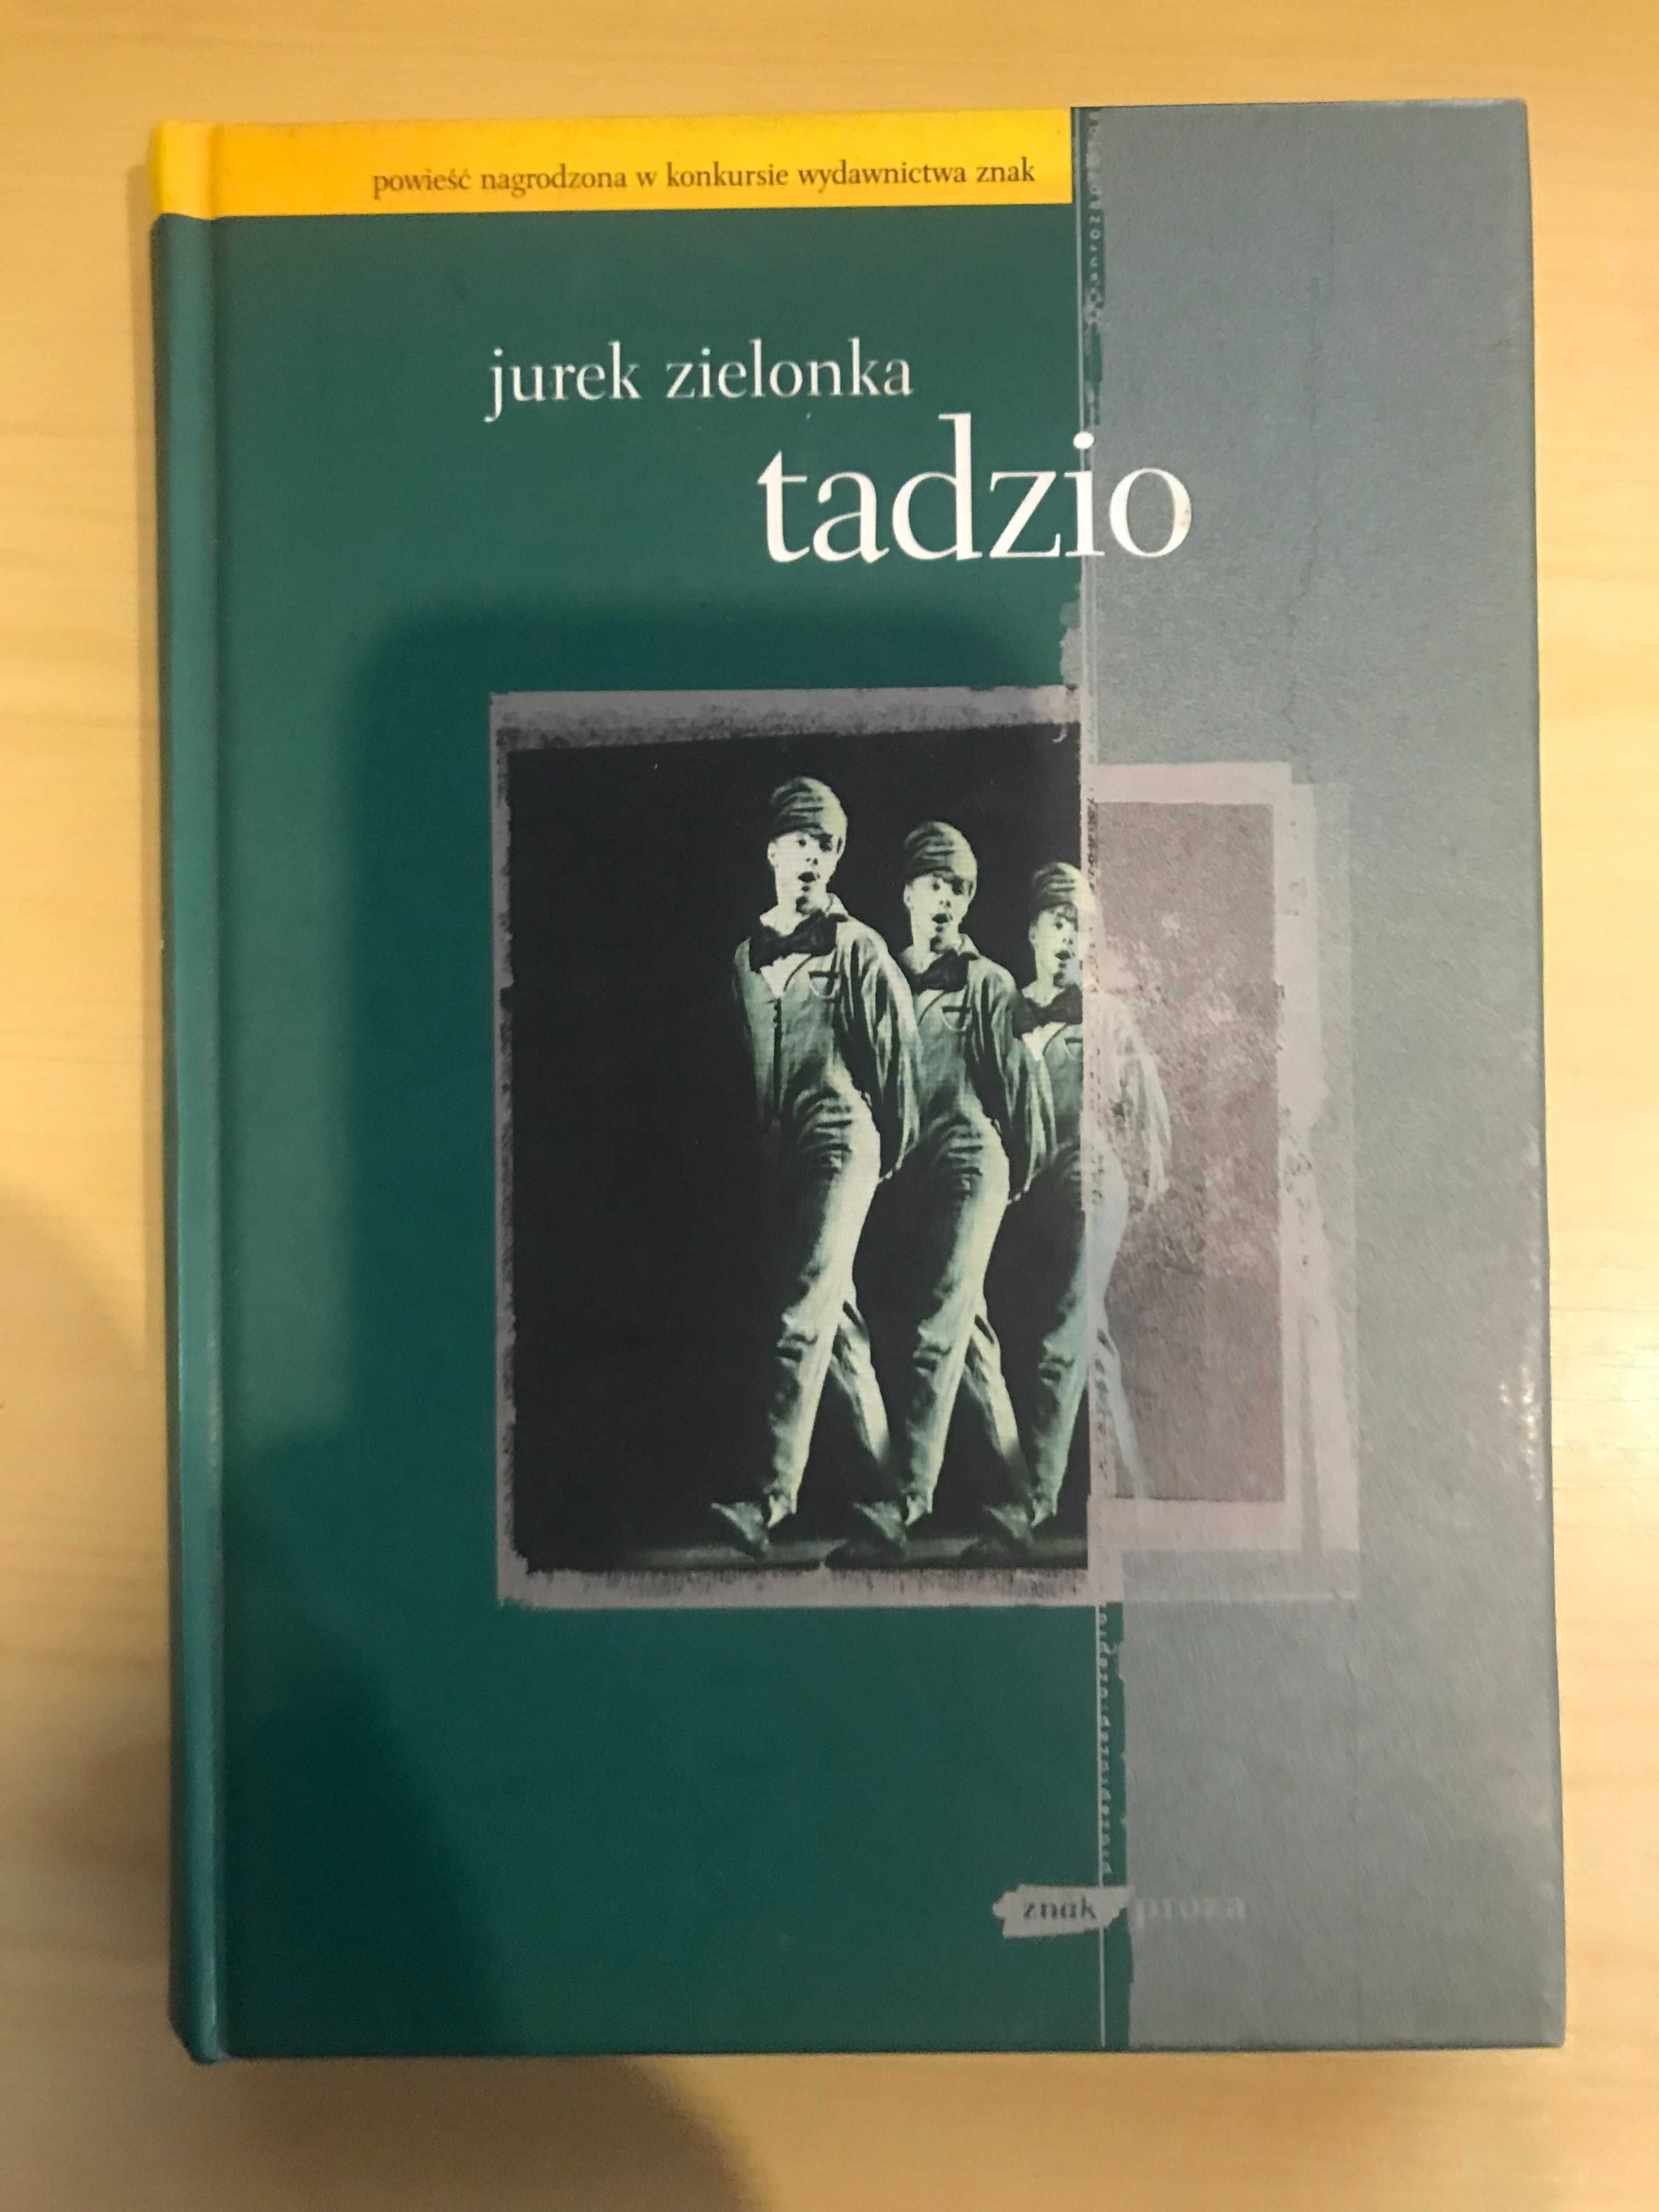 powieść nagrodzona w konkursie wydawnictwa znak
jurek zielonka
tadzio
znak proza